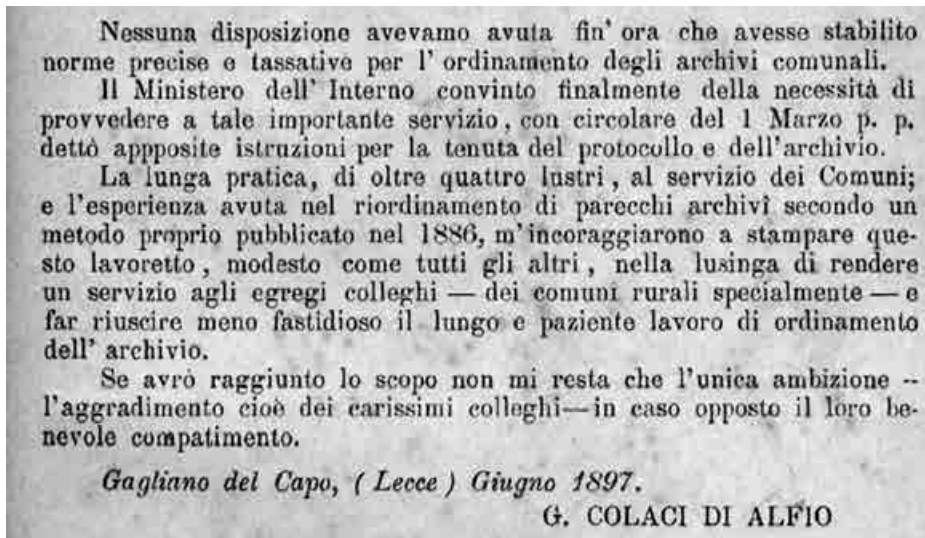 Nessuna disposizione avevamo avuta fin' ora che avesse stabilito
norme precise e tassative per l' ordinamento degli archivi comunali.
Il Ministero dell' Interno convinto finalmente della necessità di
provvedere a tale importante servizio, con circolare del 1 Marzo p. p.
dettò appposite istruzioni per la tenuta del protocollo e dell'archivio.
La lunga pratica, di oltre quattro lustri, al servizio dei Comuni;
e l'esperienza avuta nel riordinamento di parecchi archivî secondo un
metodo proprio pubblicato nel 1886, m'incoraggiarono a stampare que-
sto lavoretto, modesto come tutti gli altri, nella lusinga di rendere
un servizio agli egregi colleghi — dei comuni rurali specialmente — e
far riuscire meno fastidioso il lungo e paziente lavoro di ordinamento
dell' archivio.
Se avrò raggiunto lo scopo non mi resta che l'unica ambizione --
l'aggradimento cioè dei carissimi colleghi—in caso opposto il loro be-
nevole compatimento.
Gagliano del Capo, ( Lecce ) Giugno 1897.
G. COLACI DI ALFIO